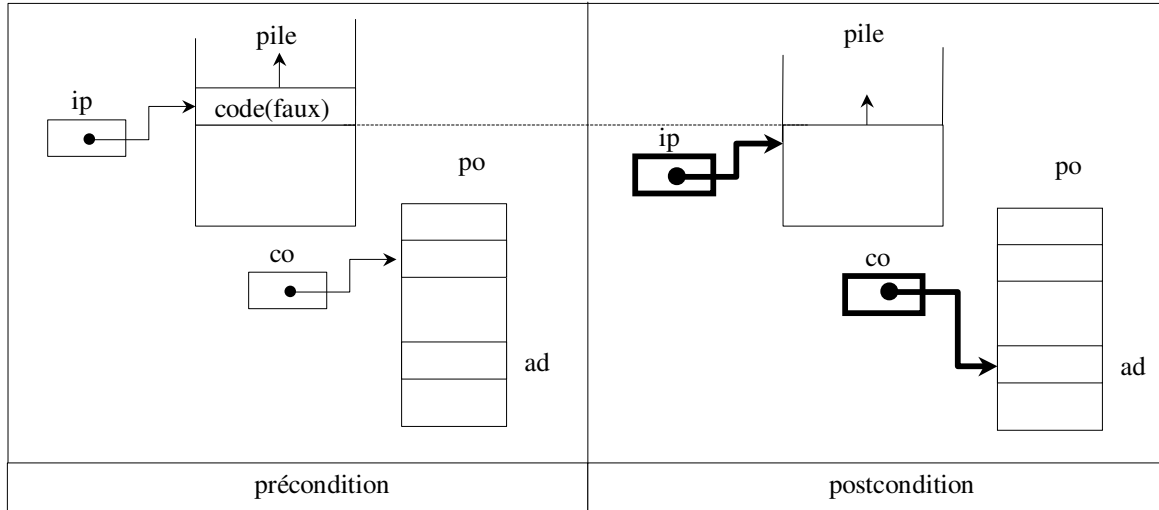 pile
ip
code(faux)
po
co
ad
précondition
pile
ip
po
co
ad
postcondition